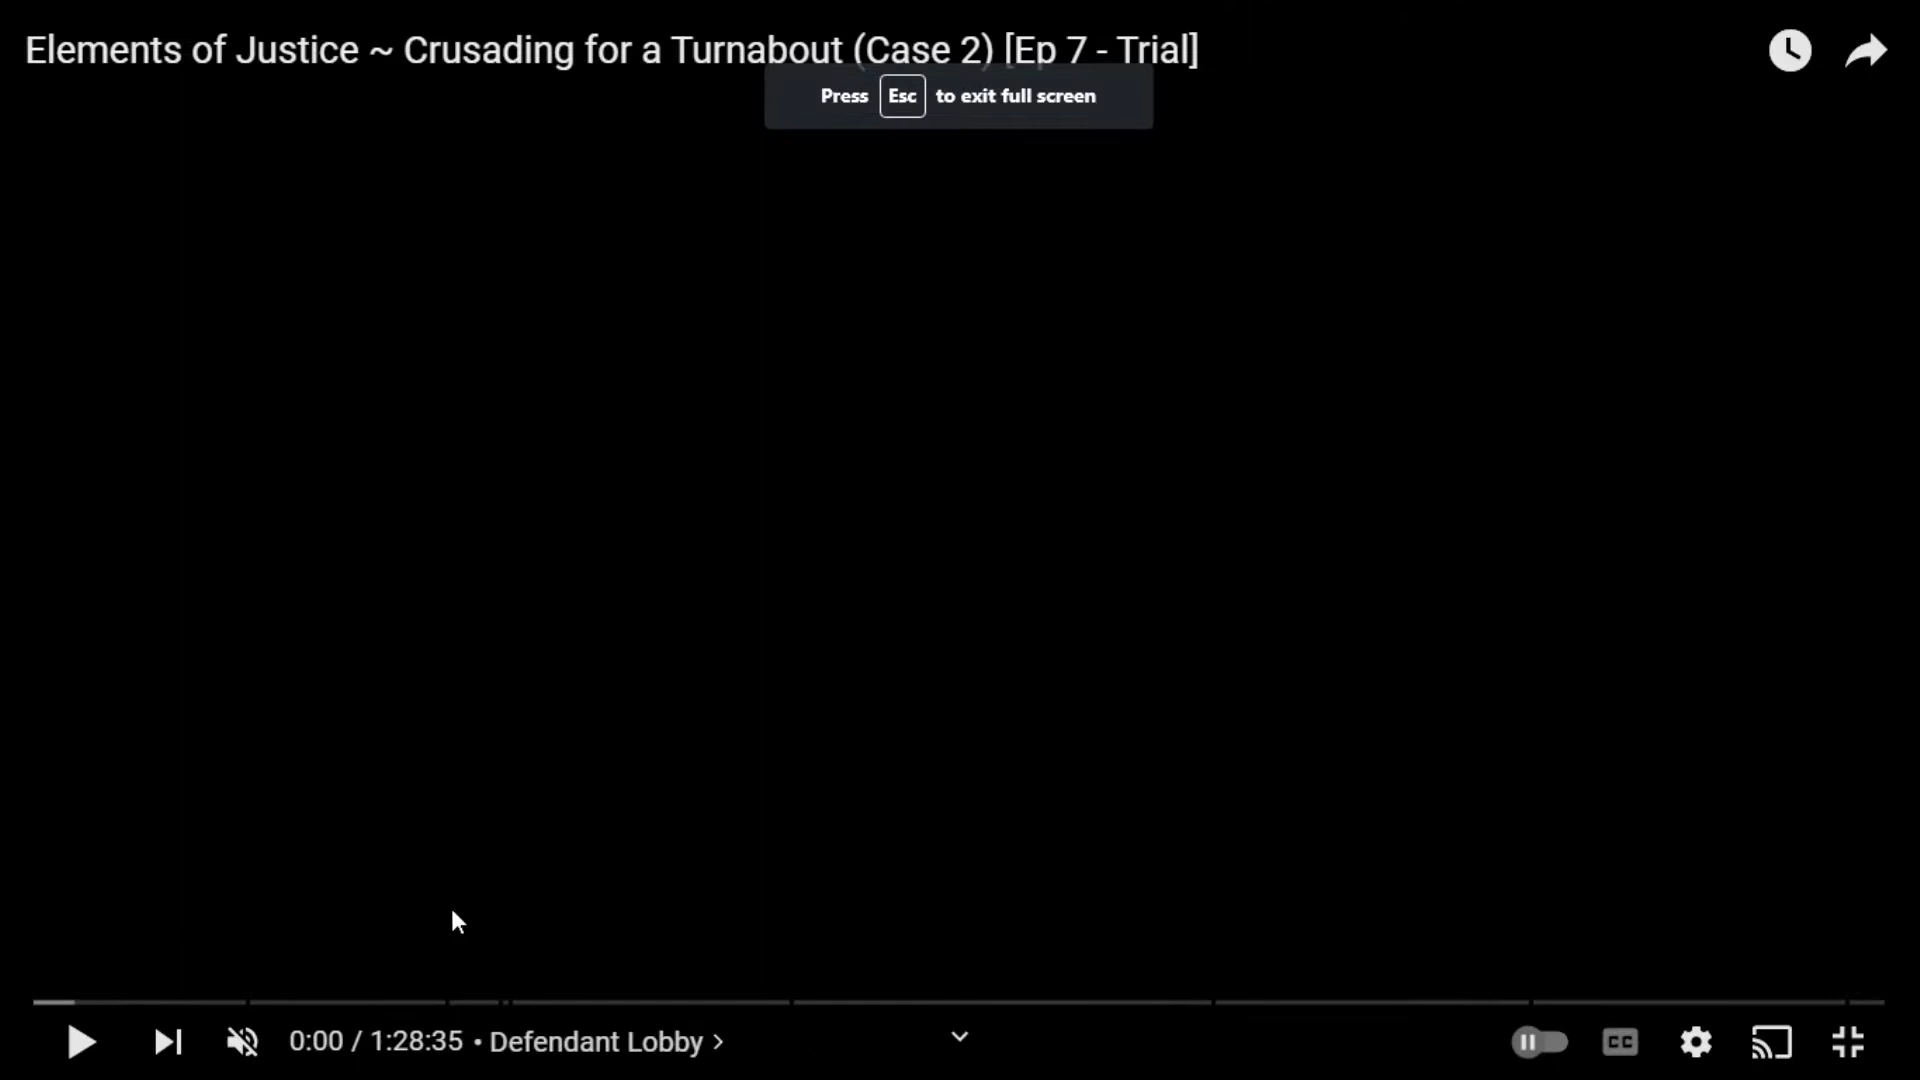 Elements of Justice ~ Crusading for a Turnabout (Case 2) [Ep 7 - Trial]
Press Esc to exit full screen
0:00 / 1:28:35 • Defendant Lobby >
CC